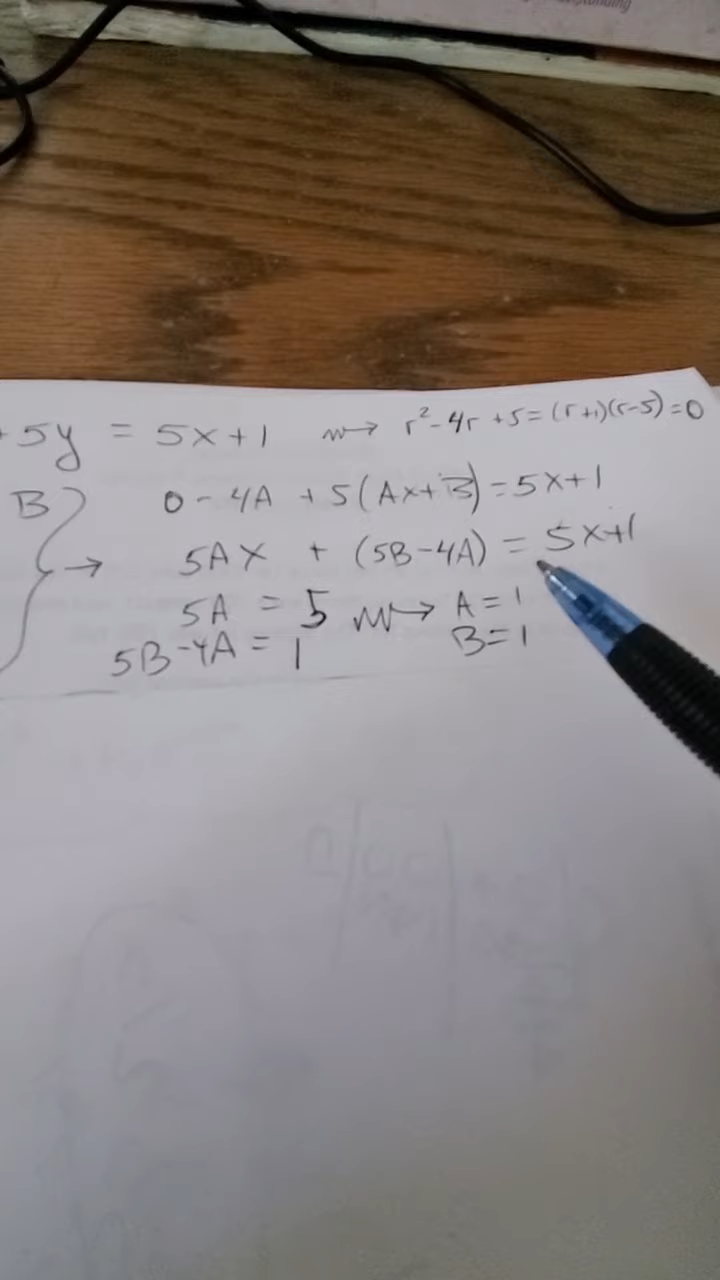 +5y = 5x+1 ⇝ r²-4r+5=(r+1)(r-5)=0
B} 0-4A +5(Ax+B)=5x+1
→ 5Ax + (5B-4A) = 5x+1
5A = 5 ⇝ A=1
5B-4A = 1 B=1